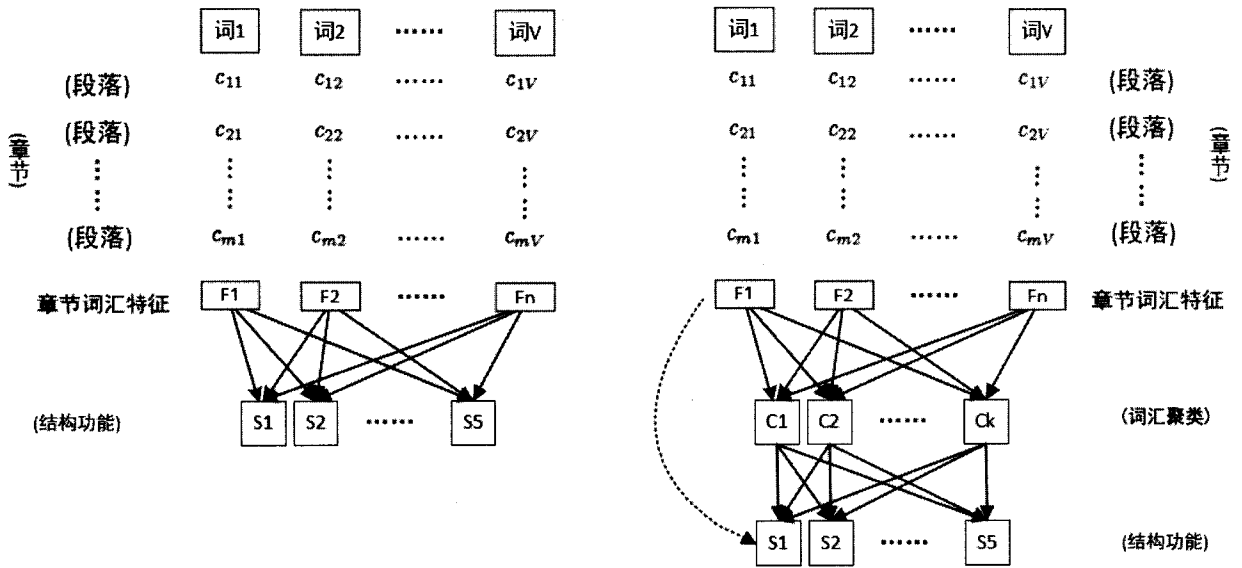 词1 词2 …… 词V
(段落) c11 c12 …… c1V
(段落) c21 c22 …… c2V
(段落) cm1 cm2 …… cmV
(章节)
章节词汇特征 F1 F2 …… Fn
(结构功能) S1 S2 …… S5
词1 词2 …… 词V
c11 c12 …… c1V (段落)
c21 c22 …… c2V (段落)
cm1 cm2 …… cmV (段落)
(章节)
F1 F2 …… Fn 章节词汇特征
C1 C2 …… Ck (词汇聚类)
S1 S2 …… S5 (结构功能)